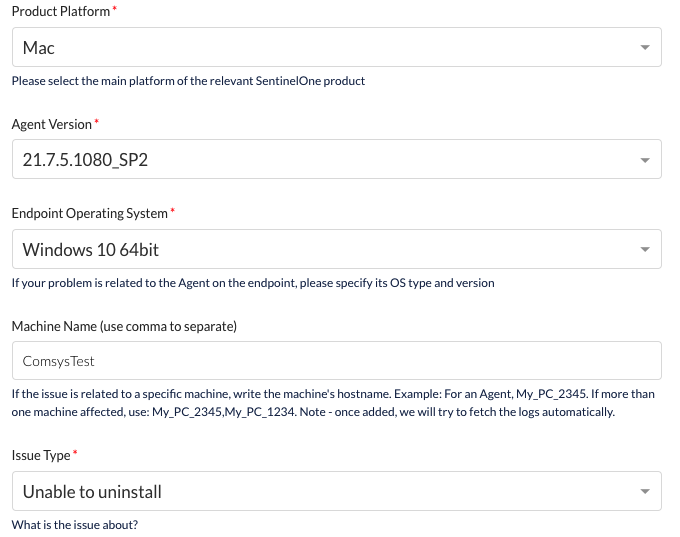 Product Platform*
Mac
Please select the main platform of the relevant SentinelOne product
Agent Version*
21.7.5.1080_SP2
Endpoint Operating System*
Windows 10 64bit
If your problem is related to the Agent on the endpoint, please specify its OS type and version
Machine Name (use comma to separate)
ComsysTest
If the issue is related to a specific machine, write the machine's hostname. Example: For an Agent, My_PC_2345. If more
one machine affected, use: My_PC_2345,My_PC_1234. Note - once added, we will try to fetch the logs automatically.
Issue Type*
Unable to uninstall
What is the issue about?